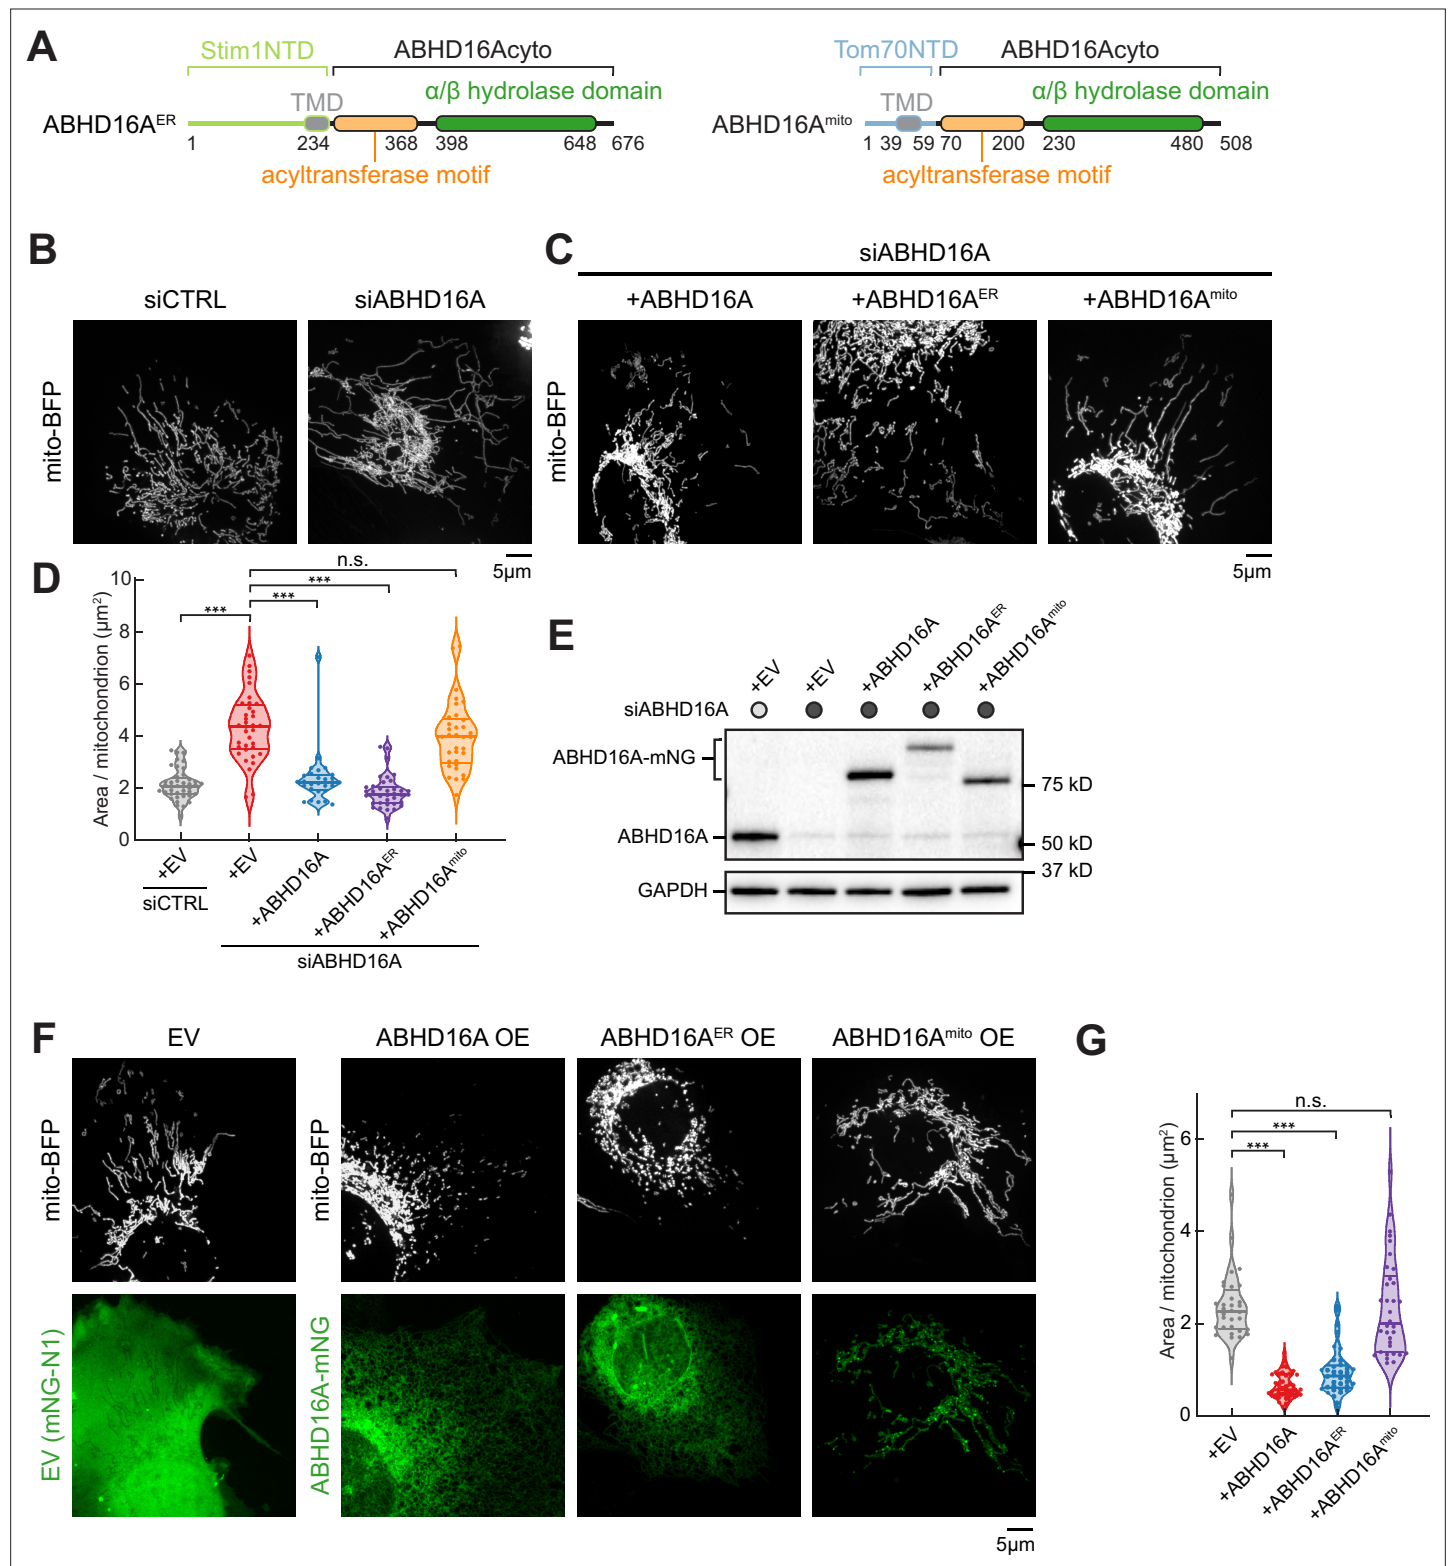 A
Stim1NTD
ABHD16Acyto
α/β hydrolase domain
TMD
ABHD16A^ER
1 234 368 398 648 676
acyltransferase motif
Tom70NTD
ABHD16Acyto
α/β hydrolase domain
TMD
ABHD16A^mito
1 39 59 70 200 230 480 508
acyltransferase motif
B
siCTRL
siABHD16A
mito-BFP
5µm
C
siABHD16A
+ABHD16A
+ABHD16A^ER
+ABHD16A^mito
mito-BFP
5µm
D
Area / mitochondrion (µm²)
10
8
6
4
2
0
***
***
***
n.s.
+EV
+EV
+ABHD16A
+ABHD16A^ER
+ABHD16A^mito
siCTRL
siABHD16A
E
+EV
+EV
+ABHD16A
+ABHD16A^ER
+ABHD16A^mito
siABHD16A
ABHD16A-mNG
ABHD16A
GAPDH
75 kD
50 kD
37 kD
F
EV
ABHD16A OE
ABHD16A^ER OE
ABHD16A^mito OE
mito-BFP
mito-BFP
EV (mNG-N1)
ABHD16A-mNG
5µm
G
Area / mitochondrion (µm²)
6
4
2
0
n.s.
***
***
+EV
+ABHD16A
+ABHD16A^ER
+ABHD16A^mito